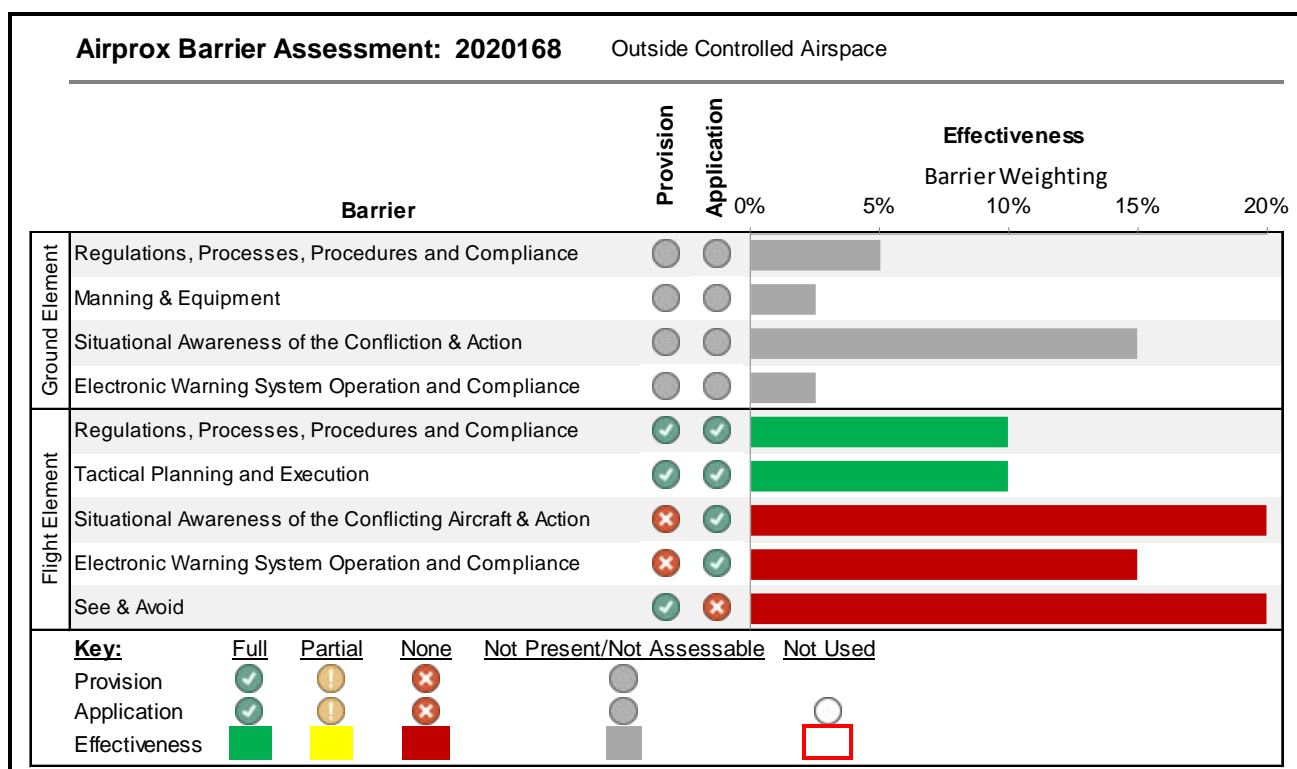 Airprox Barrier Assessment: 2020168 Outside Controlled Airspace
Provision
Application
Effectiveness
Barrier Weighting
Barrier
0% 5% 10% 15% 20%
Ground Element
Regulations, Processes, Procedures and Compliance
Manning & Equipment
Situational Awareness of the Confliction & Action
Electronic Warning System Operation and Compliance
Flight Element
Regulations, Processes, Procedures and Compliance
Tactical Planning and Execution
Situational Awareness of the Conflicting Aircraft & Action
Electronic Warning System Operation and Compliance
See & Avoid
Key: Full Partial None Not Present/Not Assessable Not Used
Provision
Application
Effectiveness